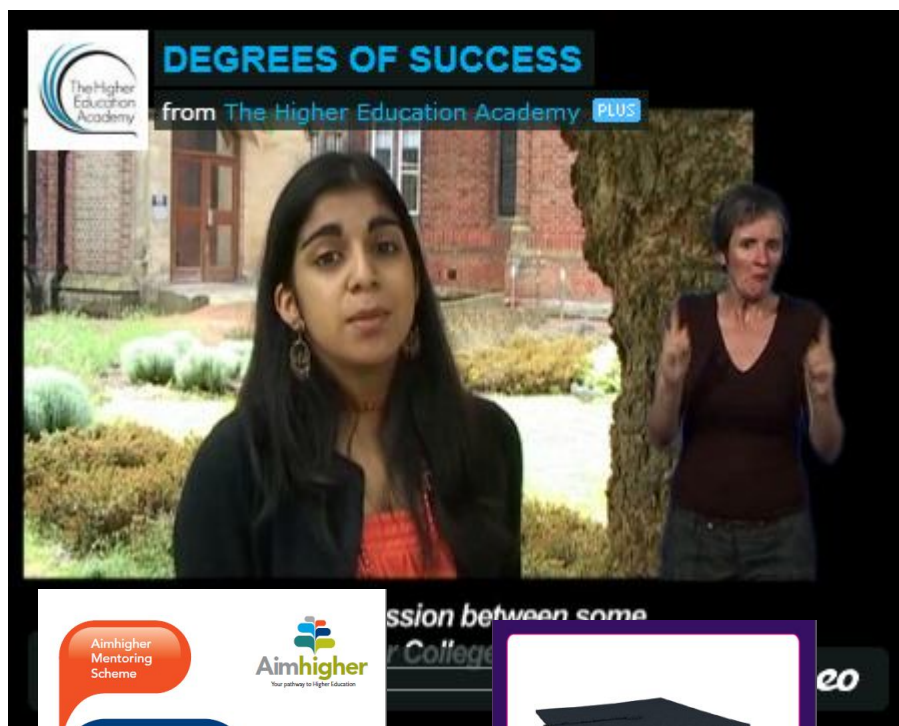 The Higher
Education
Academy
DEGREES OF SUCCESS
from The Higher Education Academy PLUS
ssion between some
r College
eo
Aimhigher
Mentoring
Scheme
Aimhigher
Your pathway to Higher Education